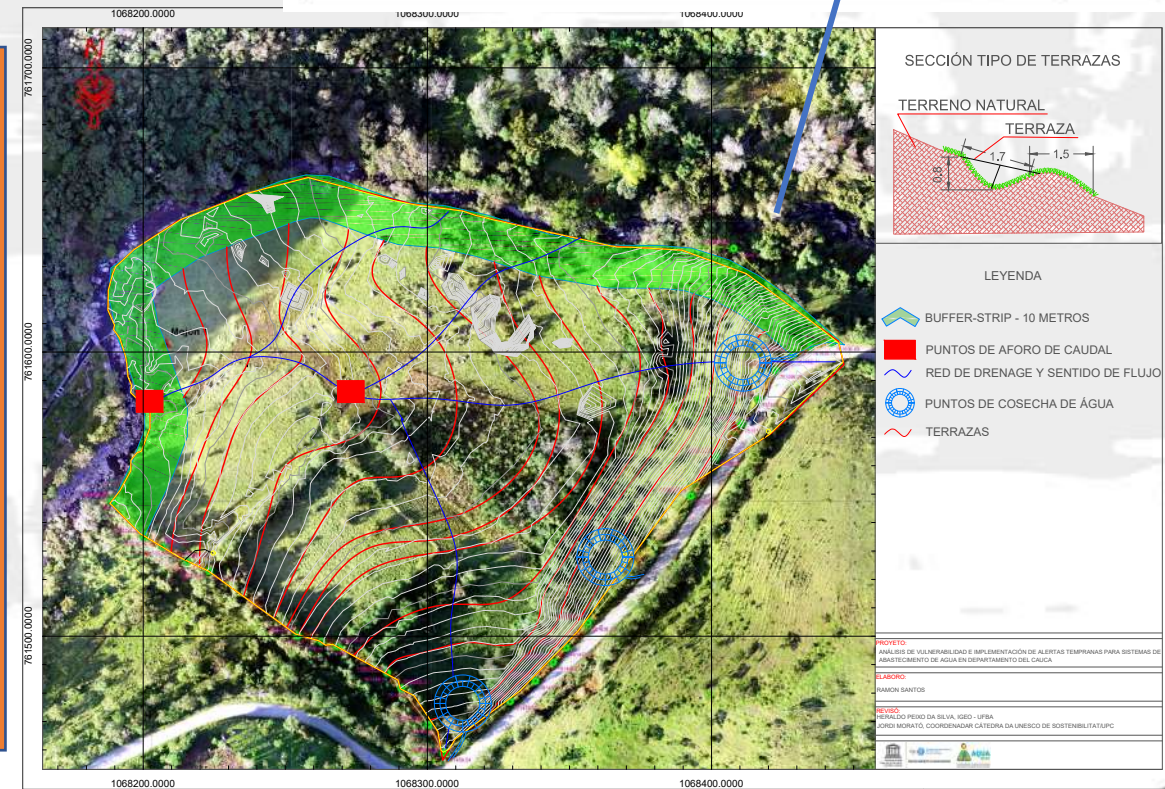 1068200.0000
1068300.0000
1068400.0000
761700.0000
761600.0000
761500.0000
N
SECCIÓN TIPO DE TERRAZAS
TERRENO NATURAL
TERRAZA
1.7
1.5
0.8
LEYENDA
BUFFER-STRIP - 10 METROS
PUNTOS DE AFORO DE CAUDAL
RED DE DRENAGE Y SENTIDO DE FLUJO
PUNTOS DE COSECHA DE ÁGUA
TERRAZAS
PROYETO:
ANÁLISIS DE VULNERABILIDAD E IMPLEMENTACIÓN DE ALERTAS TEMPRANAS PARA SISTEMAS DE
ABASTECIMENTO DE AGUA EN DEPARTAMENTO DEL CAUCA
ELABORO:
RAMON SANTOS
REVISÓ:
HERALDO PEIXO DA SILVA, IGEO - UFBA
JORDI MORATÓ, COORDENADAR CÁTEDRA DA UNESCO DE SOSTENIBILITAT/UPC
AQUA
1068200.0000
1068300.0000
1068400.0000